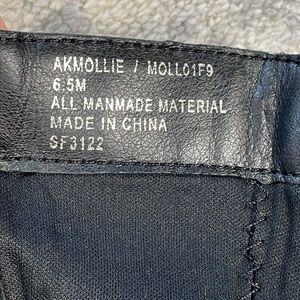 AKMOLLIE / MOLL01F9
6.5M
ALL MANMADE MATERIAL
MADE IN CHINA
SF3122